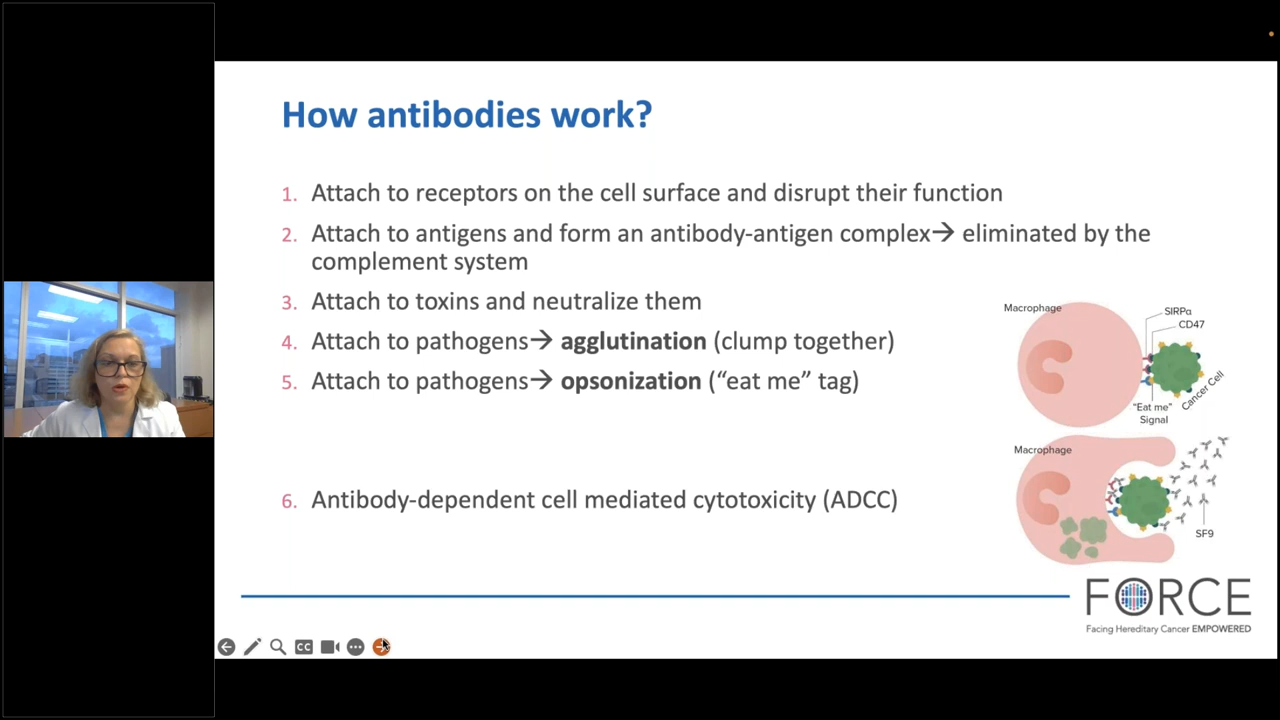 How antibodies work?
1. Attach to receptors on the cell surface and disrupt their function
2. Attach to antigens and form an antibody-antigen complex→ eliminated by the
complement system
3. Attach to toxins and neutralize them
4. Attach to pathogens→ agglutination (clump together)
5. Attach to pathogens→ opsonization (“eat me” tag)
6. Antibody-dependent cell mediated cytotoxicity (ADCC)
Macrophage
SIRPα
CD47
Cancer Cell
“Eat me”
Signal
Macrophage
SF9
FORCE
Facing Hereditary Cancer EMPOWERED
CC